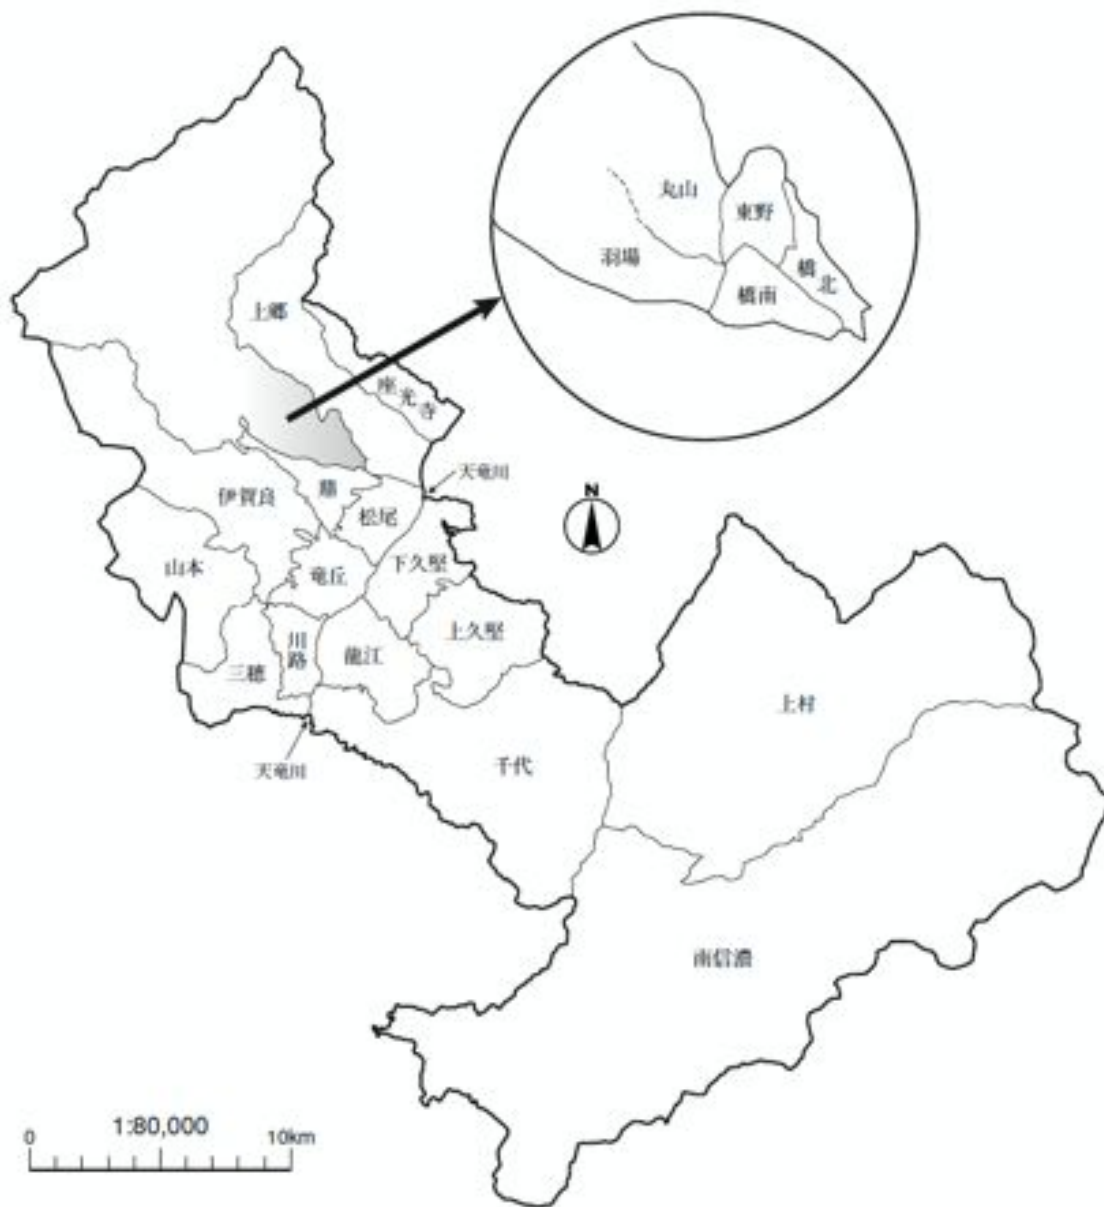 丸山
東野
羽場
橋北
橋南
上郷
座光寺
天竜川
N
伊賀良
鼎
松尾
山本
竜丘
下久堅
上久堅
川路
龍江
三穂
上村
天竜川
千代
南信濃
1:80,000
0
10km